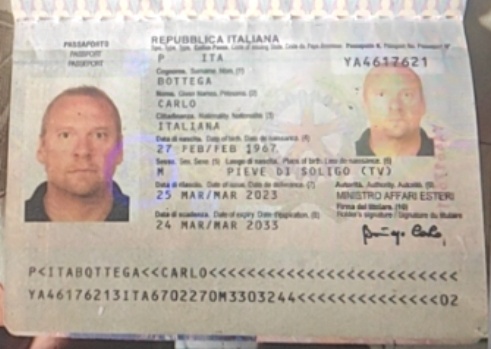 REPUBBLICA ITALIANA
PASSAPORTO
PASSPORT
PASSEPORT
P ITA YA4617621
Cognome. Surname. Nom. (1)
BOTTEGA
Nome. Given Names. Prénoms. (2)
CARLO
Cittadinanza. Nationality. Nationalité. (3)
ITALIANA
Data di nascita. Date of birth. Date de naissance. (4)
27 FEB/FEB 1967
Sesso. Sex. Sexe. (5) Luogo di nascita. Place of birth. Lieu de naissance. (6)
M PIEVE DI SOLIGO (TV)
Data di rilascio. Date of issue. Date de délivrance. (7) Autorità. Authority. Autorité. (9)
25 MAR/MAR 2023 MINISTRO AFFARI ESTERI
Data di scadenza. Date of expiry. Date d'expiration. (8) Firma del titolare. (10)
Holder's signature / Signature du titulaire
24 MAR/MAR 2033
P<ITABOTTEGA<<CARLO<<<<<<<<<<<<<<<<<<<<<<<<<
YA46176213ITA6702270M3303244<<<<<<<<<<<<<<02